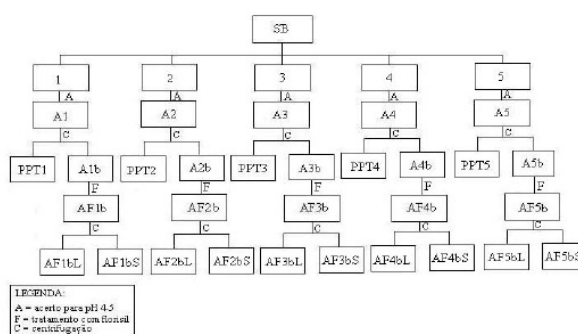 SB
1 2 3 4 5
A A A A A
A1 A2 A3 A4 A5
C C C C C
PPT1 A1b PPT2 A2b PPT3 A3b PPT4 A4b PPT5 A5b
F F F F F
AF1b AF2b AF3b AF4b AF5b
C C C C C
AF1bL AF1bS AF2bL AF2bS AF3bL AF3bS AF4bL AF4bS AF5bL AF5bS
LEGENDA:
A = acerto para pH 4.5
F = tratamento com florisil
C = centrifugação